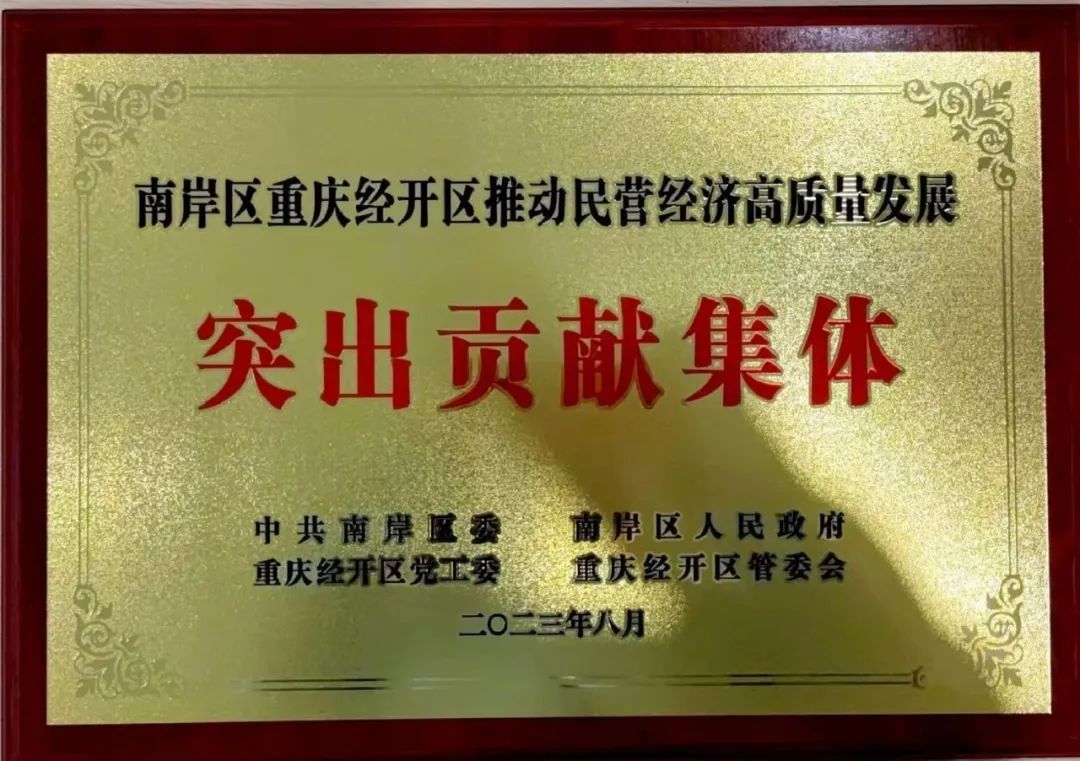 南岸区重庆经开区推动民营经济高质量发展
突出贡献集体
中共南岸区委 南岸区人民政府
重庆经开区党工委 重庆经开区管委会
二〇二三年八月